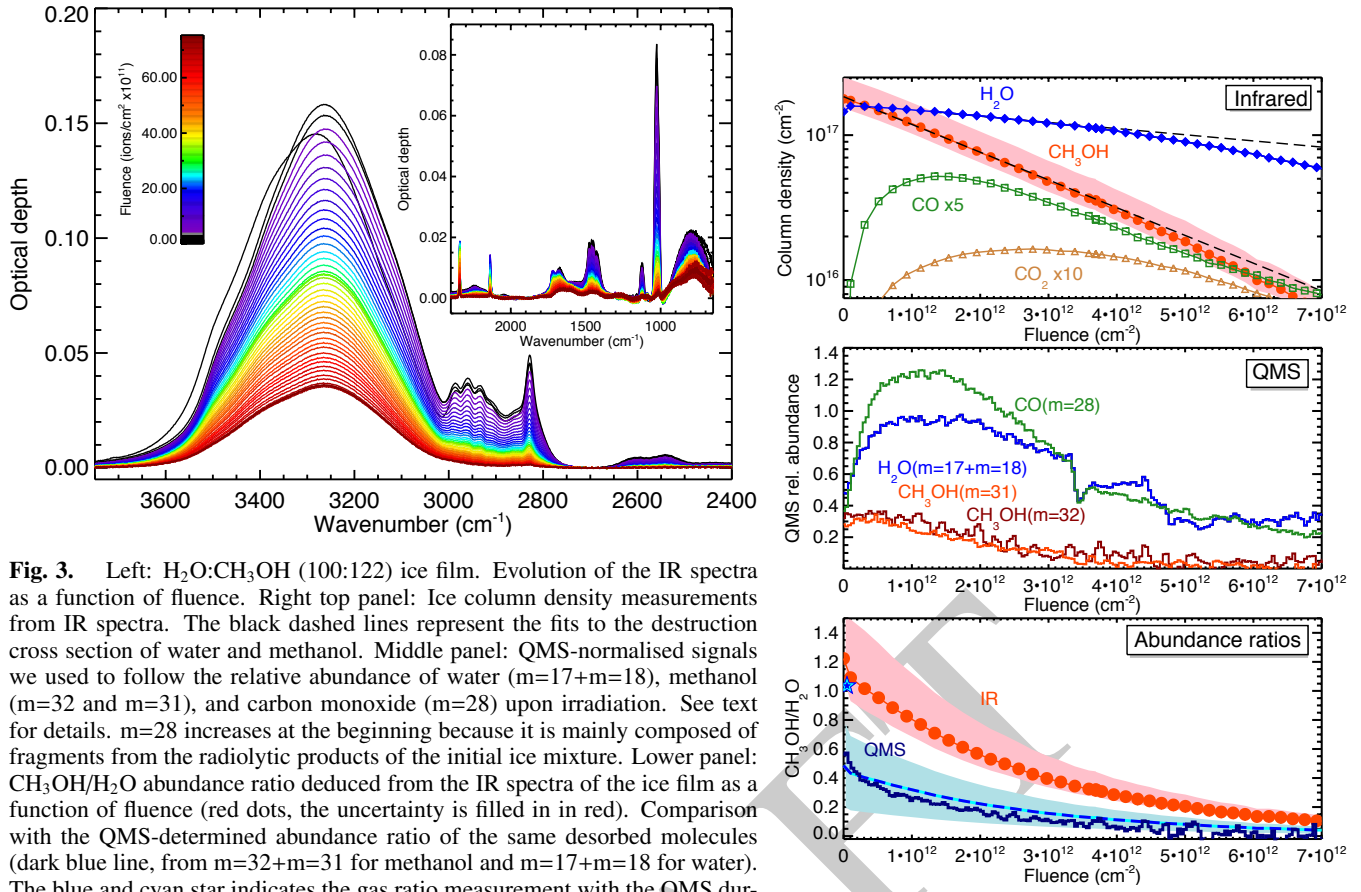 0.20
0.15
0.10
0.05
0.00
Optical depth
3600
3400
3200
3000
2800
2600
2400
Wavenumber (cm⁻¹)
Fluence (ions/cm² x10¹¹)
60.00
40.00
20.00
0.00
0.08
0.06
0.04
0.02
0.00
Optical depth
2000
1500
1000
Wavenumber (cm⁻¹)
Fig. 3. Left: H₂O:CH₃OH (100:122) ice film. Evolution of the IR spectra
as a function of fluence. Right top panel: Ice column density measurements
from IR spectra. The black dashed lines represent the fits to the destruction
cross section of water and methanol. Middle panel: QMS-normalised signals
we used to follow the relative abundance of water (m=17+m=18), methanol
(m=32 and m=31), and carbon monoxide (m=28) upon irradiation. See text
for details. m=28 increases at the beginning because it is mainly composed of
fragments from the radiolytic products of the initial ice mixture. Lower panel:
CH₃OH/H₂O abundance ratio deduced from the IR spectra of the ice film as a
function of fluence (red dots, the uncertainty is filled in in red). Comparison
with the QMS-determined abundance ratio of the same desorbed molecules
(dark blue line, from m=32+m=31 for methanol and m=17+m=18 for water).
The blue and cyan star indicates the gas ratio measurement with the QMS dur-
Infrared
H₂O
CH₃OH
CO x5
CO₂ x10
10¹⁷
10¹⁶
Column density (cm⁻²)
0 1•10¹² 2•10¹² 3•10¹² 4•10¹² 5•10¹² 6•10¹² 7•10¹²
Fluence (cm⁻²)
QMS
1.4
1.2
1.0
0.8
0.6
0.4
0.2
QMS rel. abundance
CO(m=28)
H₂O(m=17+m=18)
CH₃OH(m=31)
CH₃OH(m=32)
0 1•10¹² 2•10¹² 3•10¹² 4•10¹² 5•10¹² 6•10¹² 7•10¹²
Fluence (cm⁻²)
Abundance ratios
1.4
1.2
1.0
0.8
0.6
0.4
0.2
0.0
CH₃OH/H₂O
IR
QMS
0 1•10¹² 2•10¹² 3•10¹² 4•10¹² 5•10¹² 6•10¹² 7•10¹²
Fluence (cm⁻²)